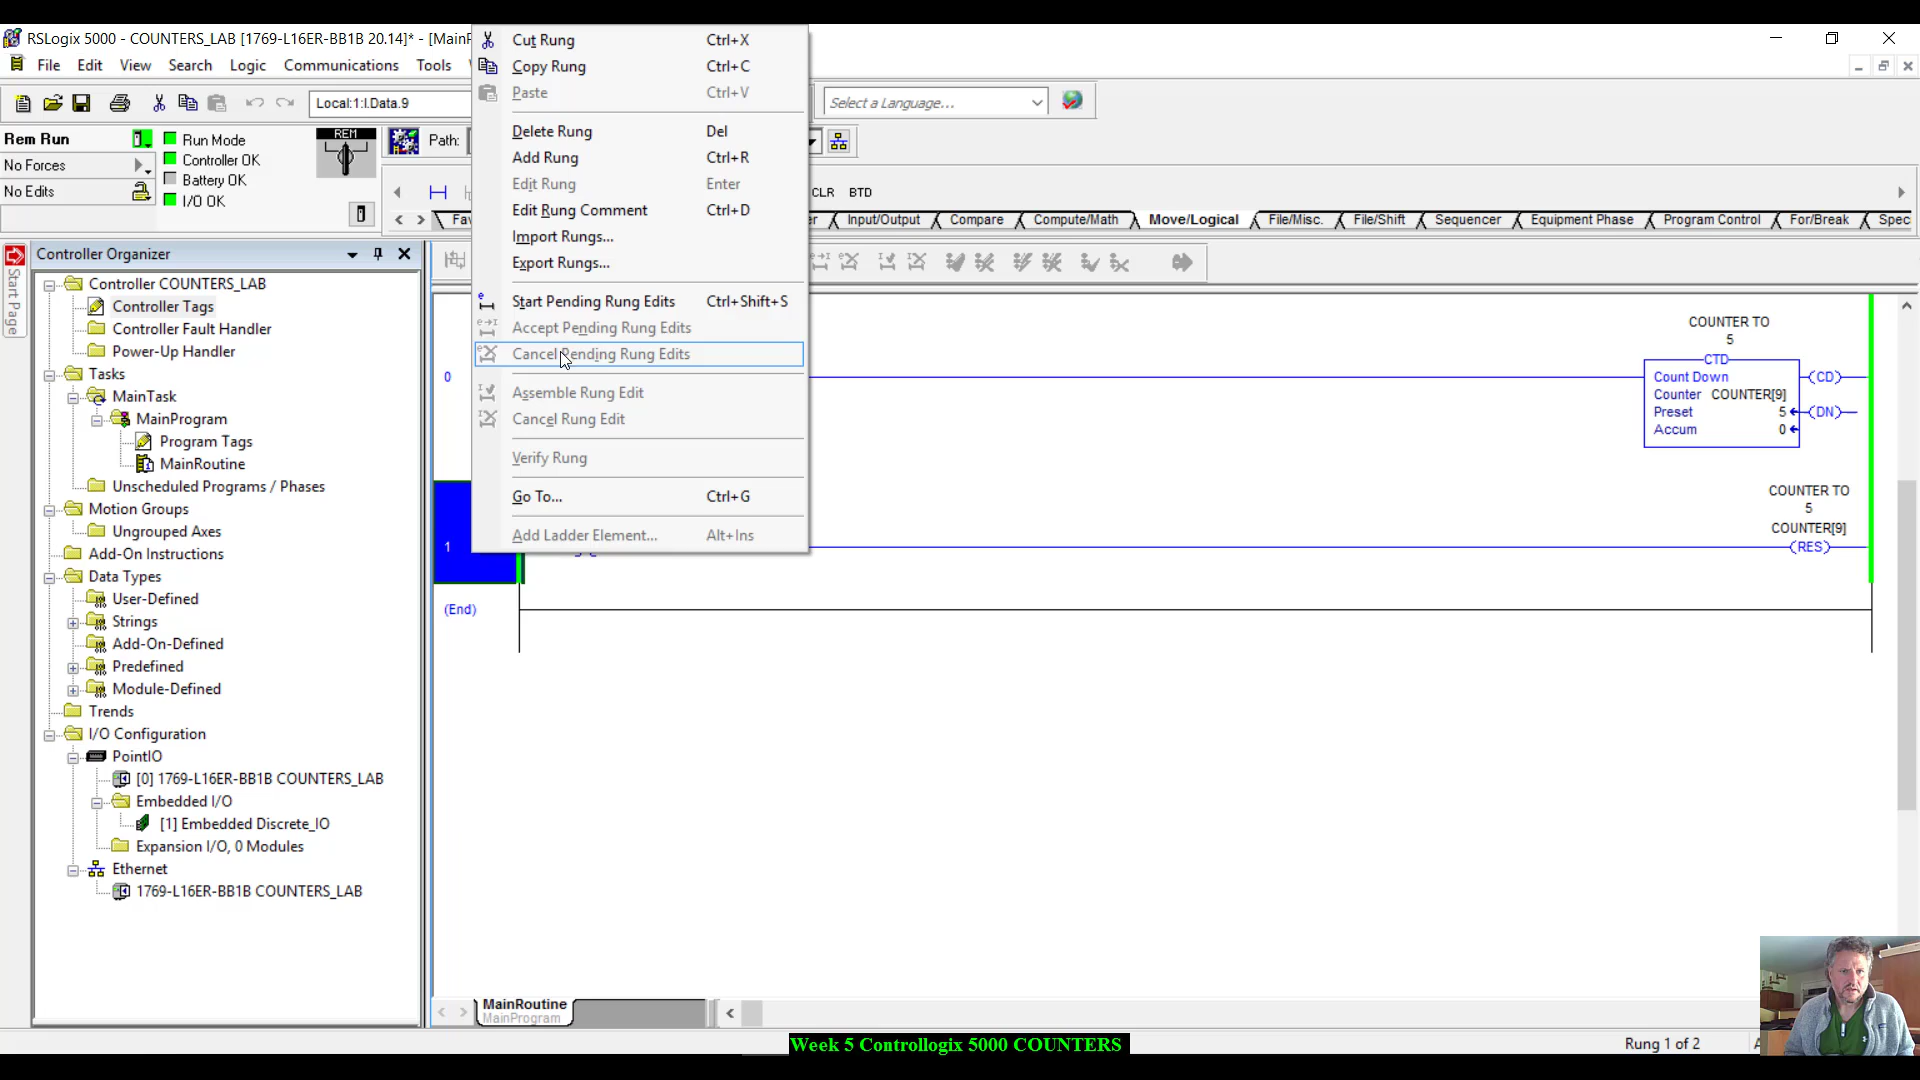 RSLogix 5000 - COUNTERS_LAB [1769-L16ER-BB1B 20.14]* - [MainP
File Edit View Search Logic Communications Tools
Local:1:I.Data.9
Select a Language...
Rem Run
No Forces
No Edits
Run Mode
Controller OK
Battery OK
I/O OK
REM
Path:
CLR BTD
Fav
Input/Output
Compare
Compute/Math
Move/Logical
File/Misc.
File/Shift
Sequencer
Equipment Phase
Program Control
For/Break
Spec
Cut Rung Ctrl+X
Copy Rung Ctrl+C
Paste Ctrl+V
Delete Rung Del
Add Rung Ctrl+R
Edit Rung Enter
Edit Rung Comment Ctrl+D
Import Rungs...
Export Rungs...
Start Pending Rung Edits Ctrl+Shift+S
Accept Pending Rung Edits
Cancel Pending Rung Edits
Assemble Rung Edit
Cancel Rung Edit
Verify Rung
Go To... Ctrl+G
Add Ladder Element... Alt+Ins
Start Page
Controller Organizer
Controller COUNTERS_LAB
Controller Tags
Controller Fault Handler
Power-Up Handler
Tasks
MainTask
MainProgram
Program Tags
MainRoutine
Unscheduled Programs / Phases
Motion Groups
Ungrouped Axes
Add-On Instructions
Data Types
User-Defined
Strings
Add-On-Defined
Predefined
Module-Defined
Trends
I/O Configuration
PointIO
[0] 1769-L16ER-BB1B COUNTERS_LAB
Embedded I/O
[1] Embedded Discrete_IO
Expansion I/O, 0 Modules
Ethernet
1769-L16ER-BB1B COUNTERS_LAB
0
COUNTER TO
5
CTD
Count Down
Counter COUNTER[9]
Preset 5
Accum 0
(CD)
(DN)
1
COUNTER TO
5
COUNTER[9]
(RES)
(End)
MainRoutine
MainProgram
Week 5 Controllogix 5000 COUNTERS
Rung 1 of 2